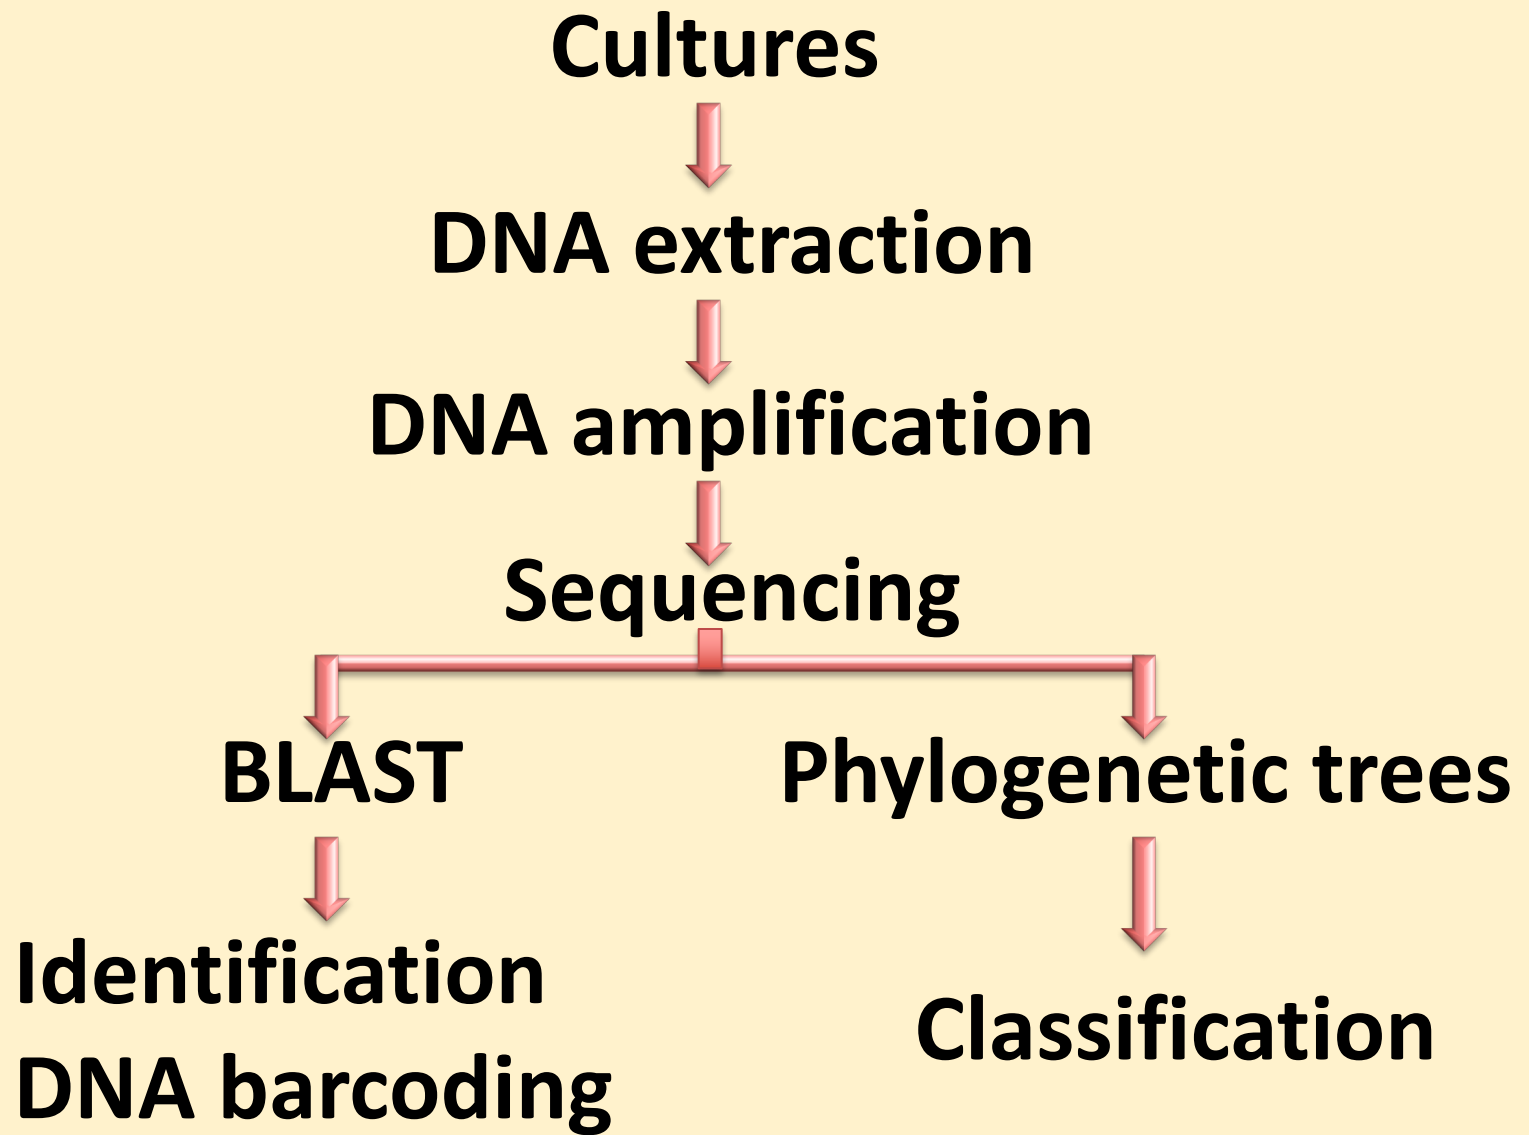 Cultures
DNA extraction
DNA amplification
Sequencing
BLAST
Phylogenetic trees
Identification
DNA barcoding
Classification